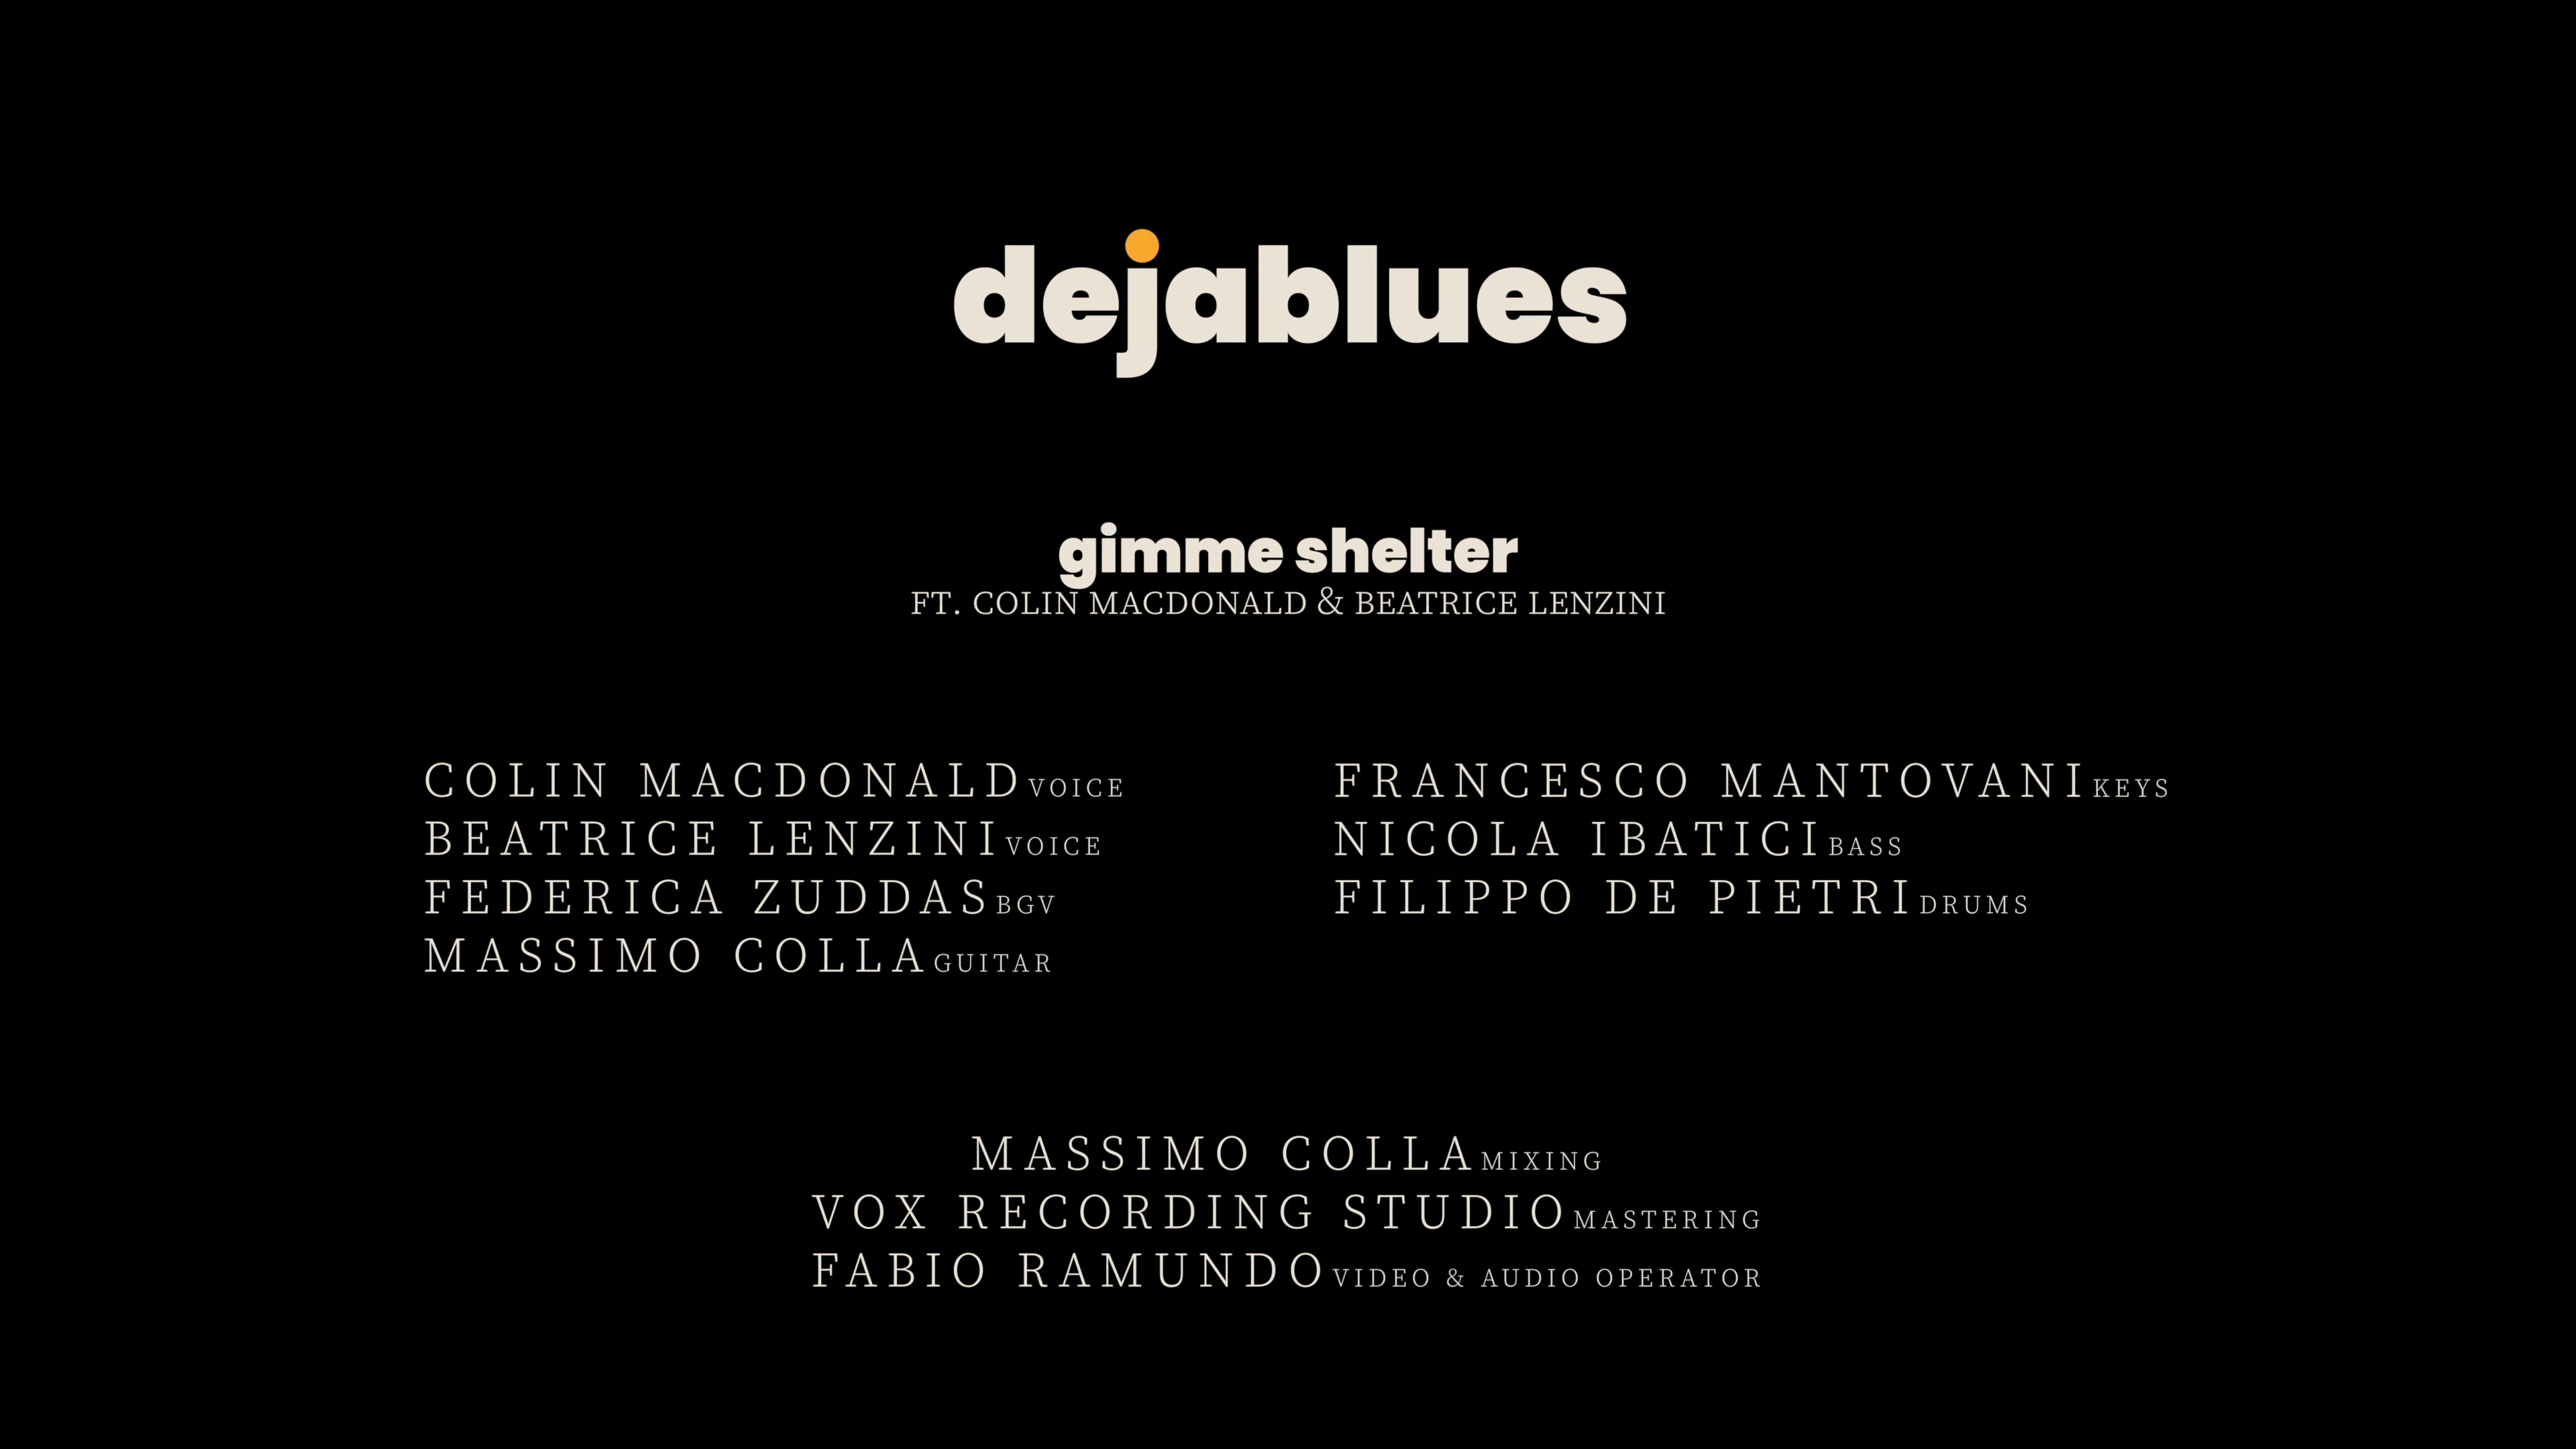 dejablues
gimme shelter
FT. COLIN MACDONALD & BEATRICE LENZINI
COLIN MACDONALD VOICE
BEATRICE LENZINI VOICE
FEDERICA ZUDDAS BGV
MASSIMO COLLA GUITAR
FRANCESCO MANTOVANI KEYS
NICOLA IBATICI BASS
FILIPPO DE PIETRI DRUMS
MASSIMO COLLA MIXING
VOX RECORDING STUDIO MASTERING
FABIO RAMUNDO VIDEO & AUDIO OPERATOR